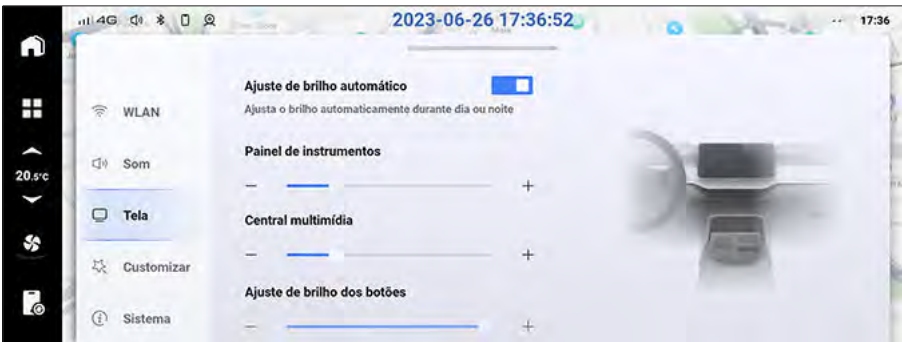 4G
2023-06-26 17:36:52
17:36
20.5°C
WLAN
Som
Tela
Customizar
Sistema
Ajuste de brilho automático
Ajusta o brilho automaticamente durante dia ou noite
Painel de instrumentos
Central multimídia
Ajuste de brilho dos botões